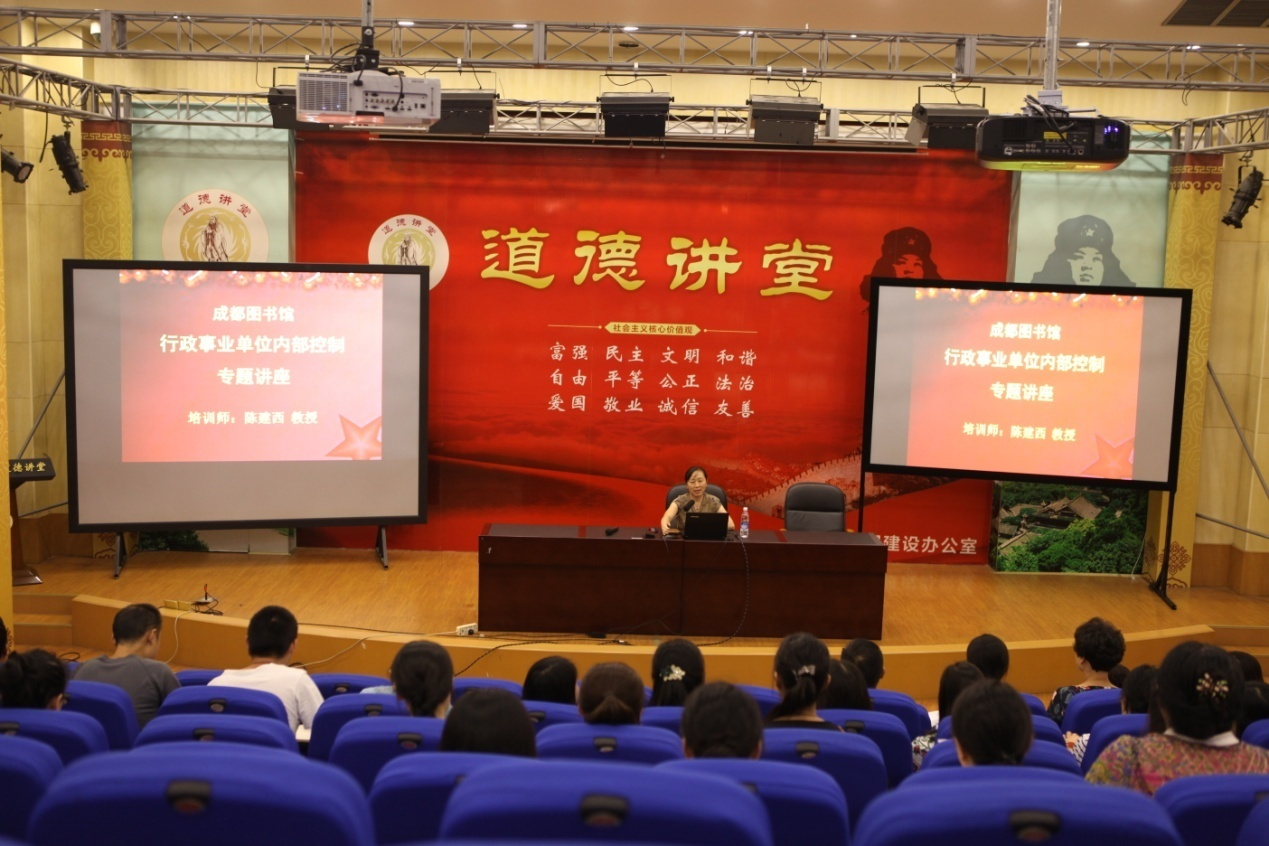 道德讲堂
道德讲堂
道德讲堂
社会主义核心价值观
富强 民主 文明 和谐
自由 平等 公正 法治
爱国 敬业 诚信 友善
成都图书馆
行政事业单位内部控制
专题讲座
培训师：陈建西 教授
成都图书馆
行政事业单位内部控制
专题讲座
培训师：陈建西 教授
道德讲堂
建设办公室